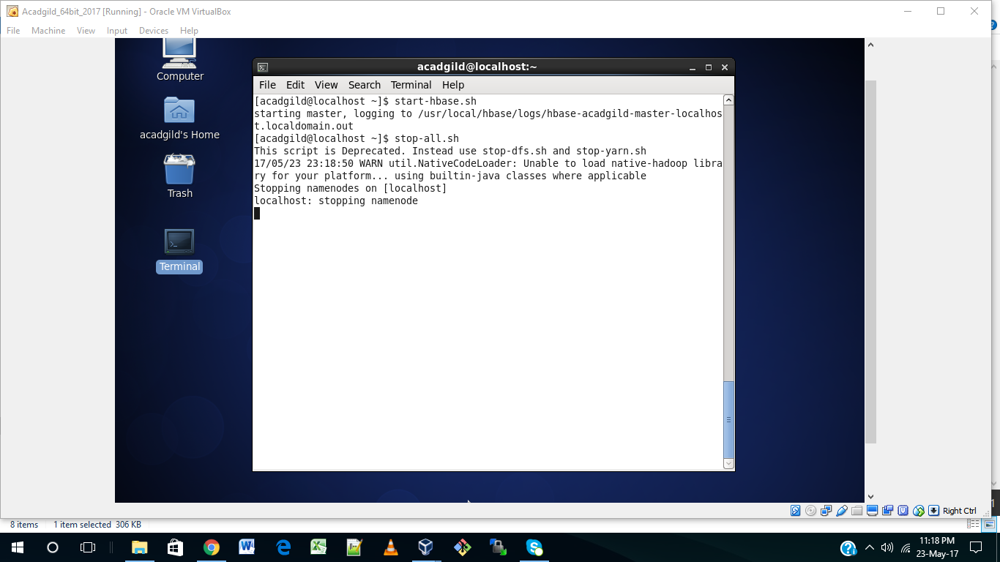 Acadgild_64bit_2017 [Running] - Oracle VM VirtualBox
File Machine View Input Devices Help
Computer
acadgild's Home
Trash
Terminal
acadgild@localhost:~
File Edit View Search Terminal Help
[acadgild@localhost ~]$ start-hbase.sh
starting master, logging to /usr/local/hbase/logs/hbase-acadgild-master-localhos
t.localdomain.out
[acadgild@localhost ~]$ stop-all.sh
This script is Deprecated. Instead use stop-dfs.sh and stop-yarn.sh
17/05/23 23:18:50 WARN util.NativeCodeLoader: Unable to load native-hadoop libra
ry for your platform... using builtin-java classes where applicable
Stopping namenodes on [localhost]
localhost: stopping namenode
Right Ctrl
8 items 1 item selected 306 KB
11:18 PM
23-May-17